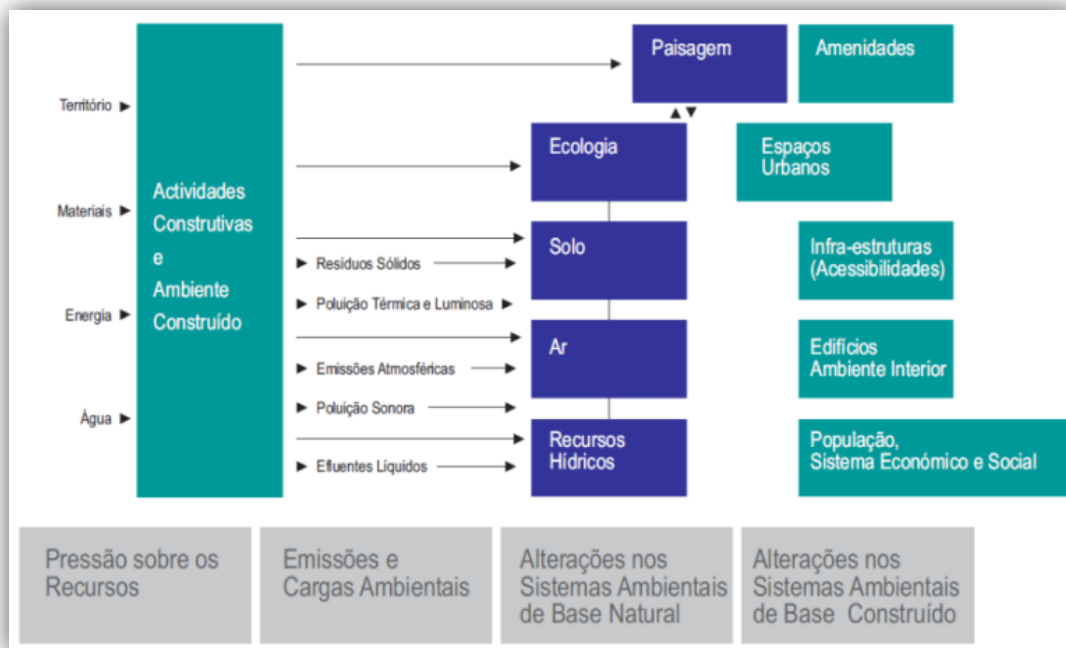 Território
Materiais
Energia
Água
Actividades
Construtivas
e
Ambiente
Construído
Resíduos Sólidos
Poluição Térmica e Luminosa
Emissões Atmosféricas
Poluição Sonora
Efluentes Líquidos
Paisagem
Ecologia
Solo
Ar
Recursos
Hídricos
Amenidades
Espaços
Urbanos
Infra-estruturas
(Acessibilidades)
Edifícios
Ambiente Interior
População,
Sistema Económico e Social
Pressão sobre os
Recursos
Emissões e
Cargas Ambientais
Alterações nos
Sistemas Ambientais
de Base Natural
Alterações nos
Sistemas Ambientais
de Base Construído